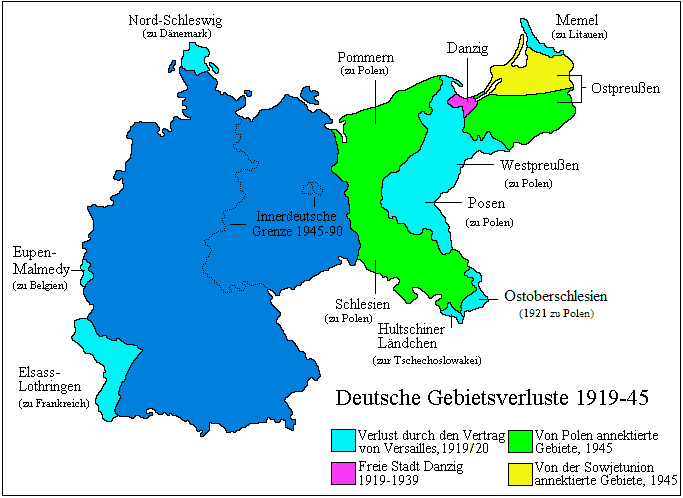 Nord-Schleswig
(zu Dänemark)
Memel
(zu Litauen)
Danzig
Pommern
(zu Polen)
Ostpreußen
Westpreußen
(zu Polen)
Posen
(zu Polen)
Innerdeutsche
Grenze 1945-90
Eupen-
Malmedy
(zu Belgien)
Schlesien
(zu Polen)
Ostoberschlesien
(1921 zu Polen)
Hultschiner
Ländchen
(zur Tschechoslowakei)
Elsass-
Lothringen
(zu Frankreich)
Deutsche Gebietsverluste 1919-45
Verlust durch den Vertrag
von Versailles, 1919/20
Von Polen annektierte
Gebiete, 1945
Freie Stadt Danzig
1919-1939
Von der Sowjetunion
annektierte Gebiete, 1945